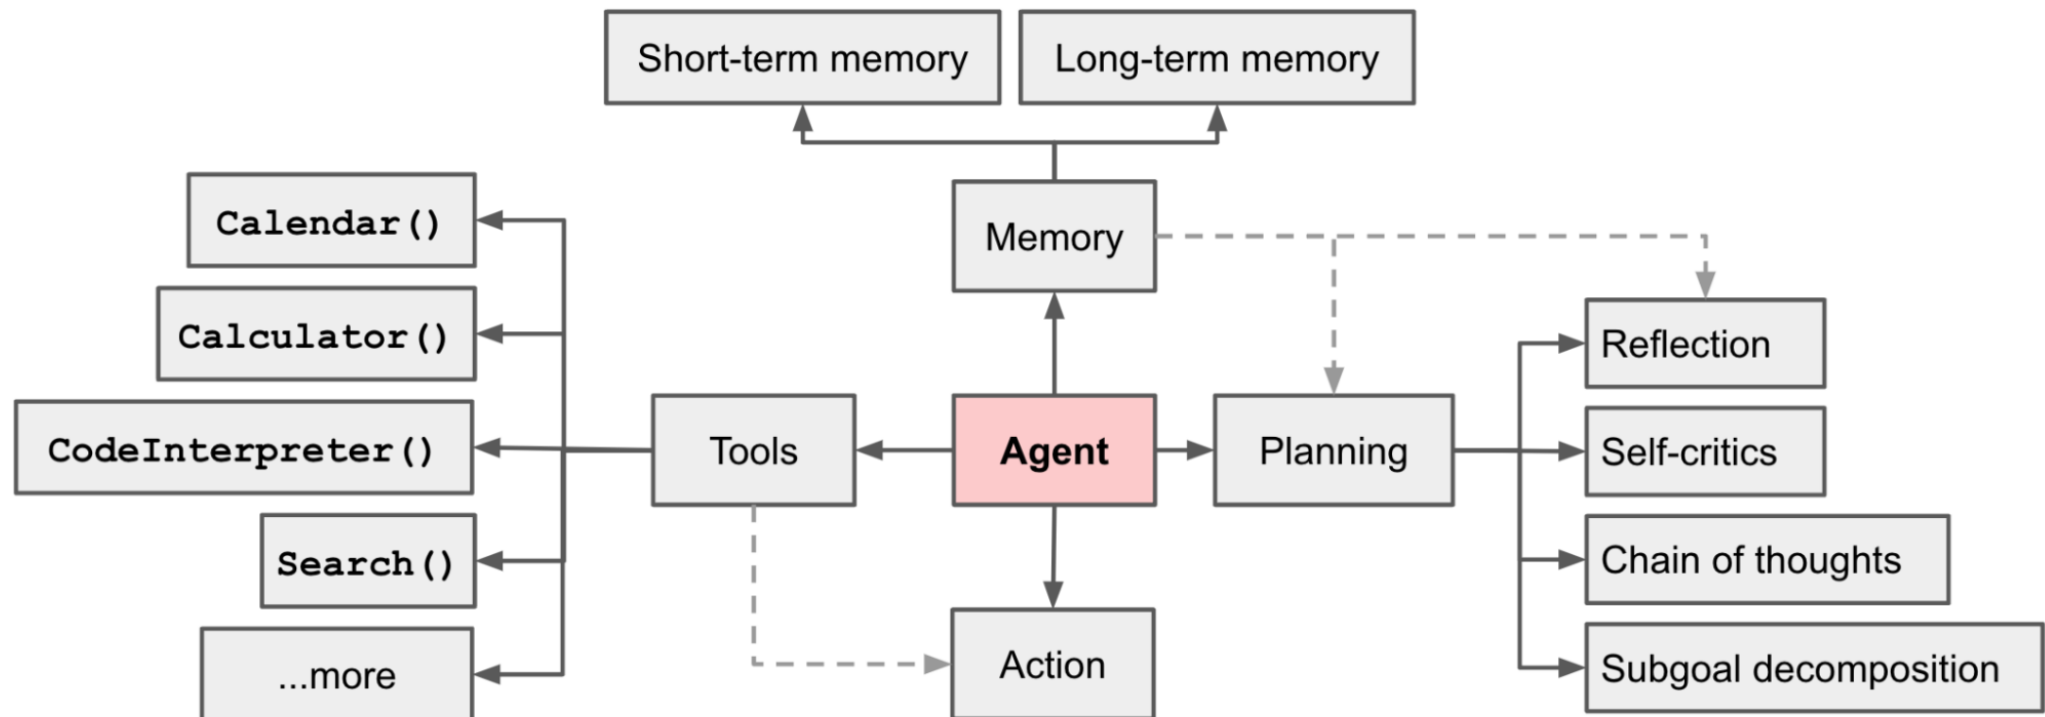 Short-term memory
Long-term memory
Calendar()
Memory
Calculator()
Reflection
CodeInterpreter()
Tools
Agent
Planning
Self-critics
Search()
Chain of thoughts
...more
Action
Subgoal decomposition